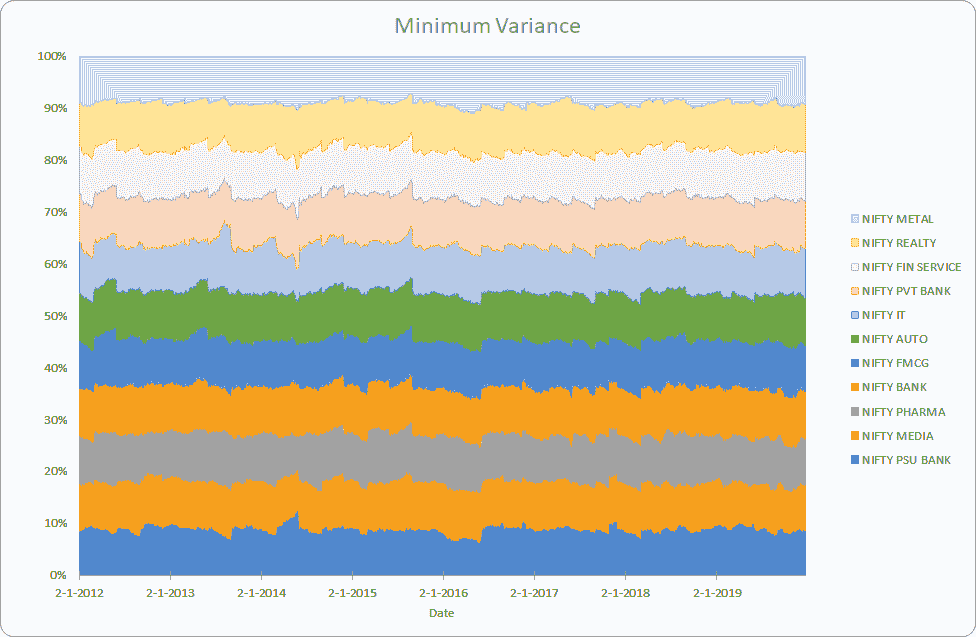 Minimum Variance
100%
90%
80%
70%
60%
50%
40%
30%
20%
10%
0%
2-1-2012 2-1-2013 2-1-2014 2-1-2015 2-1-2016 2-1-2017 2-1-2018 2-1-2019
Date
NIFTY METAL
NIFTY REALTY
NIFTY FIN SERVICE
NIFTY PVT BANK
NIFTY IT
NIFTY AUTO
NIFTY FMCG
NIFTY BANK
NIFTY PHARMA
NIFTY MEDIA
NIFTY PSU BANK